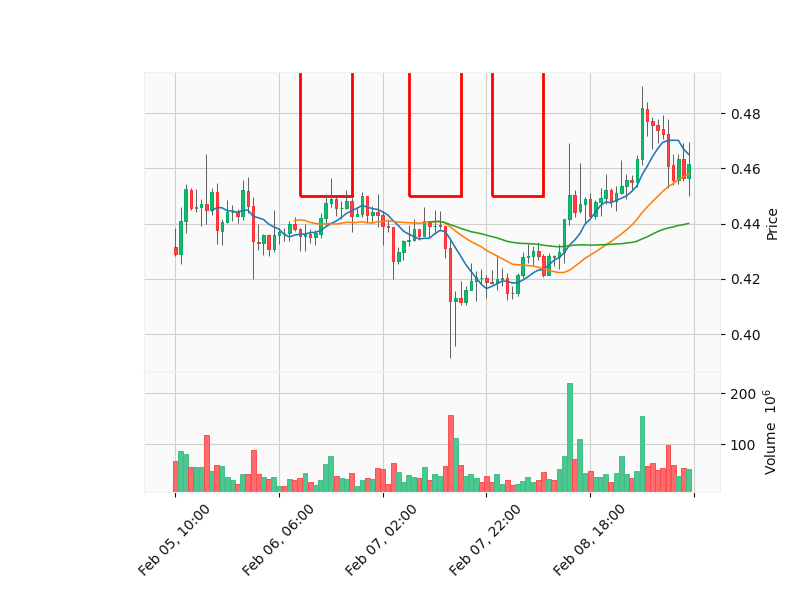 0.48
0.46
0.44
0.42
0.40
Price
200
100
Volume 10^6
Feb 05, 10:00
Feb 06, 06:00
Feb 07, 02:00
Feb 07, 22:00
Feb 08, 18:00